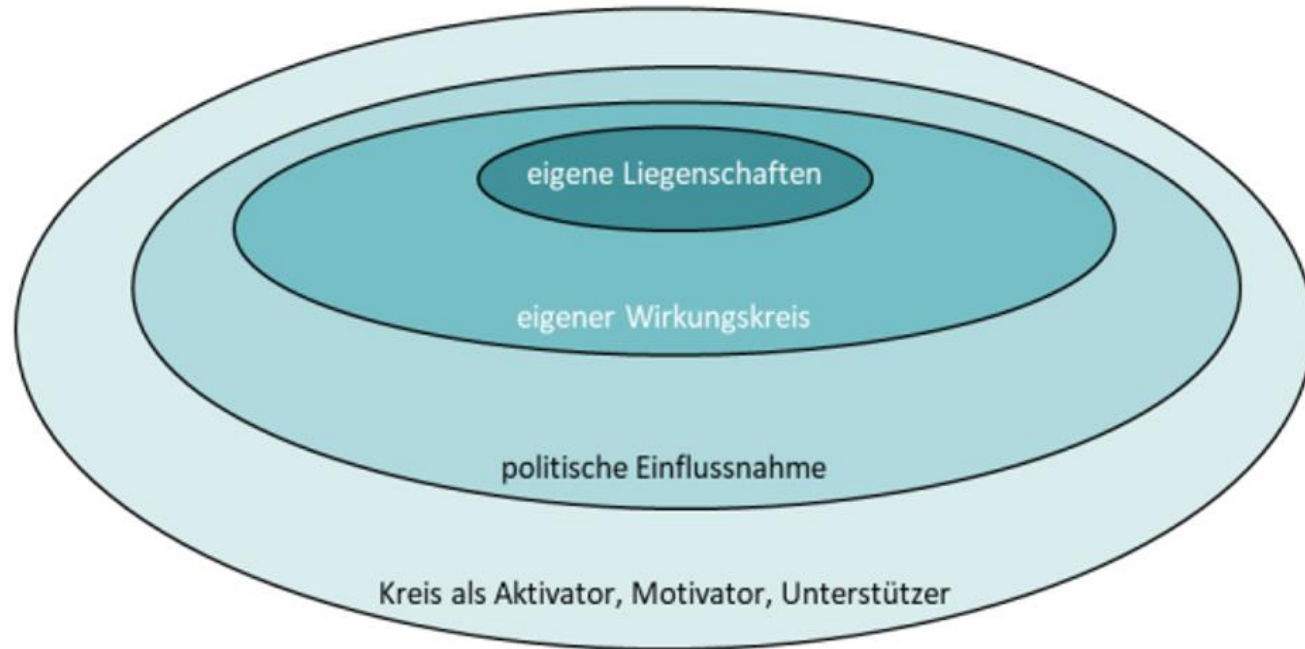 eigene Liegenschaften
eigener Wirkungskreis
politische Einflussnahme
Kreis als Aktivator, Motivator, Unterstützer